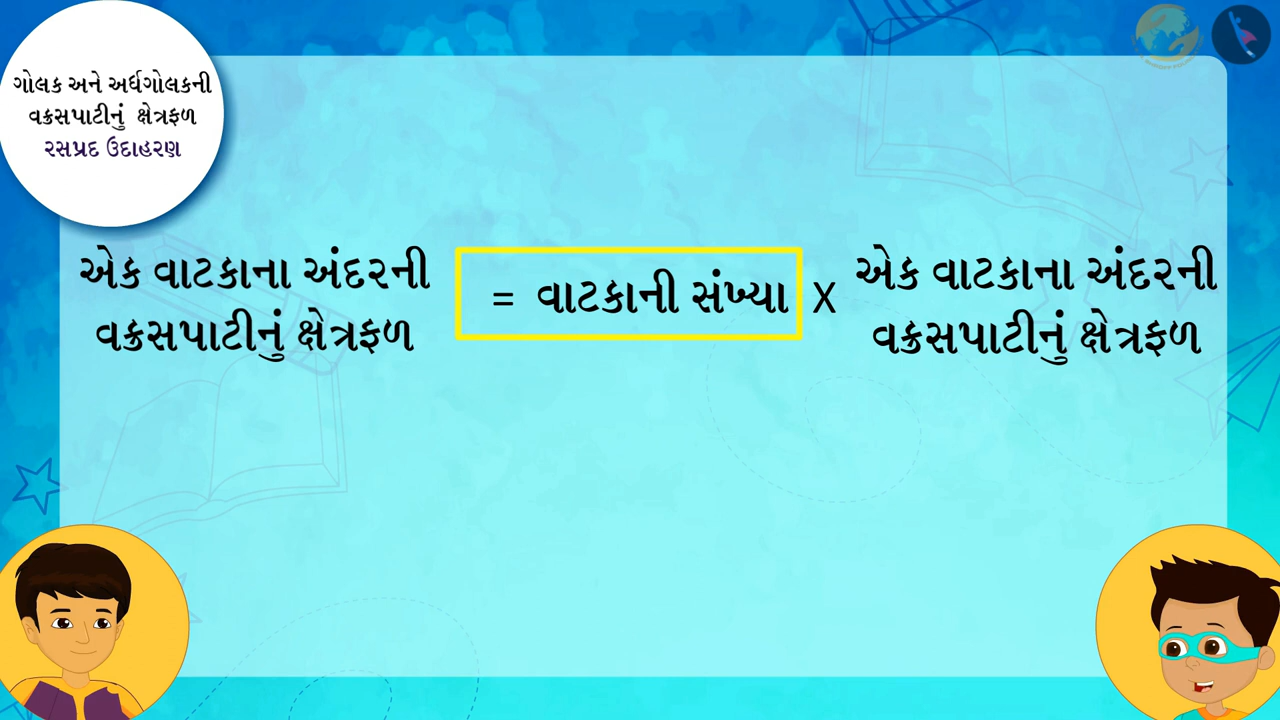 ગોલક અને અર્ધગોલકની
વક્રસપાટીનું ક્ષેત્રફળ
રસપ્રદ ઉદાહરણ
એક વાટકાના અંદરની
વક્રસપાટીનું ક્ષેત્રફળ
= વાટકાની સંખ્યા X
એક વાટકાના અંદરની
વક્રસપાટીનું ક્ષેત્રફળ